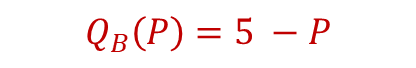 Q_B(P) = 5 − P